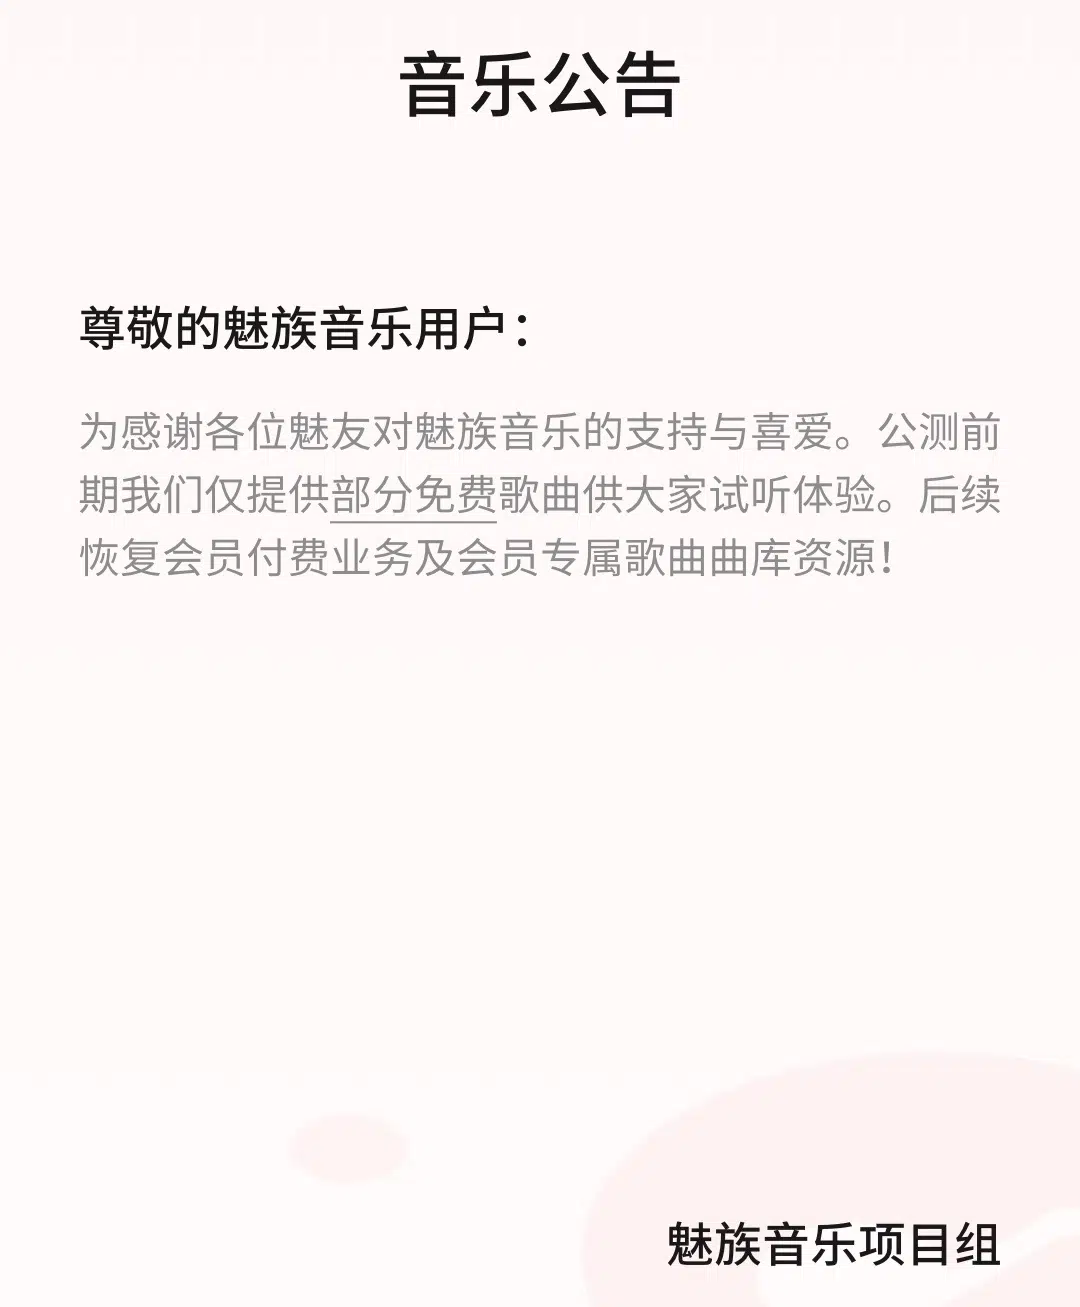 音乐公告
尊敬的魅族音乐用户：
为感谢各位魅友对魅族音乐的支持与喜爱。公测前
期我们仅提供部分免费歌曲供大家试听体验。后续
恢复会员付费业务及会员专属歌曲曲库资源！
魅族音乐项目组